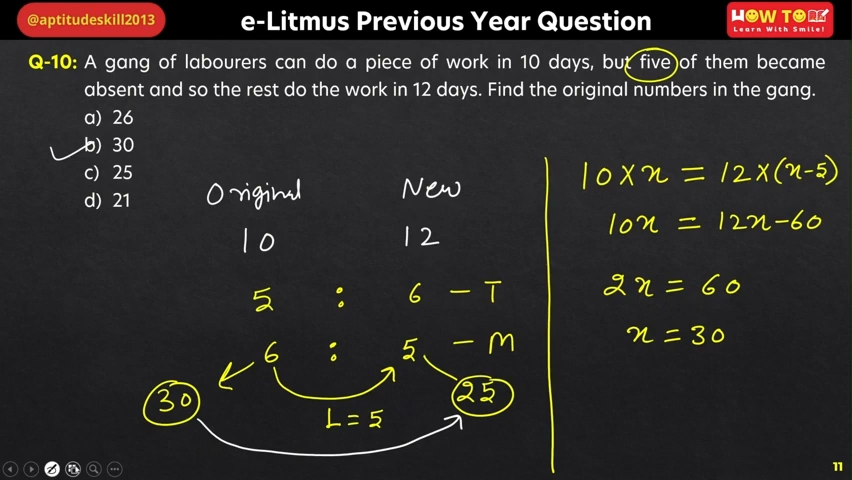 @aptitudeskill2013
e-Litmus Previous Year Question
HOW TO
Learn With Smile!
Q-10: A gang of labourers can do a piece of work in 10 days, but five of them became
absent and so the rest do the work in 12 days. Find the original numbers in the gang.
a) 26
b) 30
c) 25
d) 21
Original New
10 12
5 : 6 - T
6 : 5 - M
30 25
L = 5
10 × x = 12 × (x-5)
10x = 12x-60
2x = 60
x = 30
11